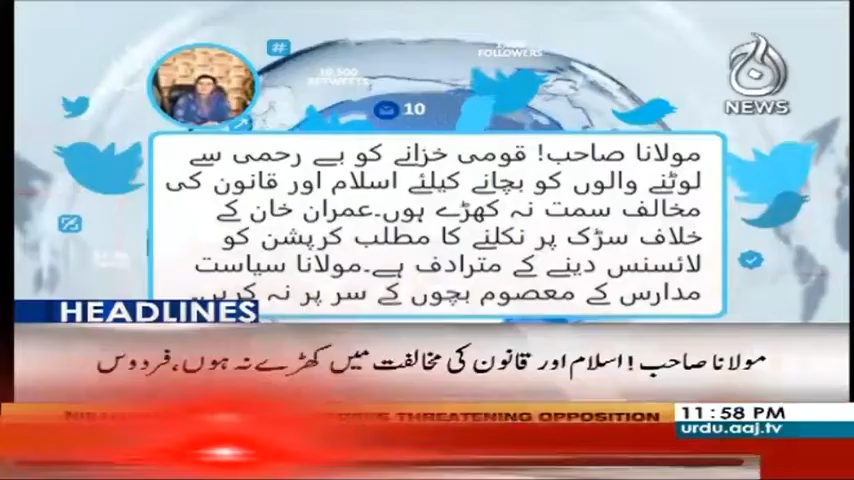 FOLLOWERS
10,500
RETWEETS
10
NEWS
مولانا صاحب! قومی خزانے کو بے رحمی سے
لوٹنے والوں کو بچانے کیلئے اسلام اور قانون کی
مخالف سمت نہ کھڑے ہوں۔عمران خان کے
خلاف سڑک پر نکلنے کا مطلب کرپشن کو
لائسنس دینے کے مترادف ہے۔مولانا سیاست
مدارس کے معصوم بچوں کے سر پر نہ کریں۔
HEADLINES
مولانا صاحب! اسلام اور قانون کی مخالفت میں کھڑے نہ ہوں،فردوس
THREATENING OPPOSITION
11:58 PM
urdu.aaj.tv